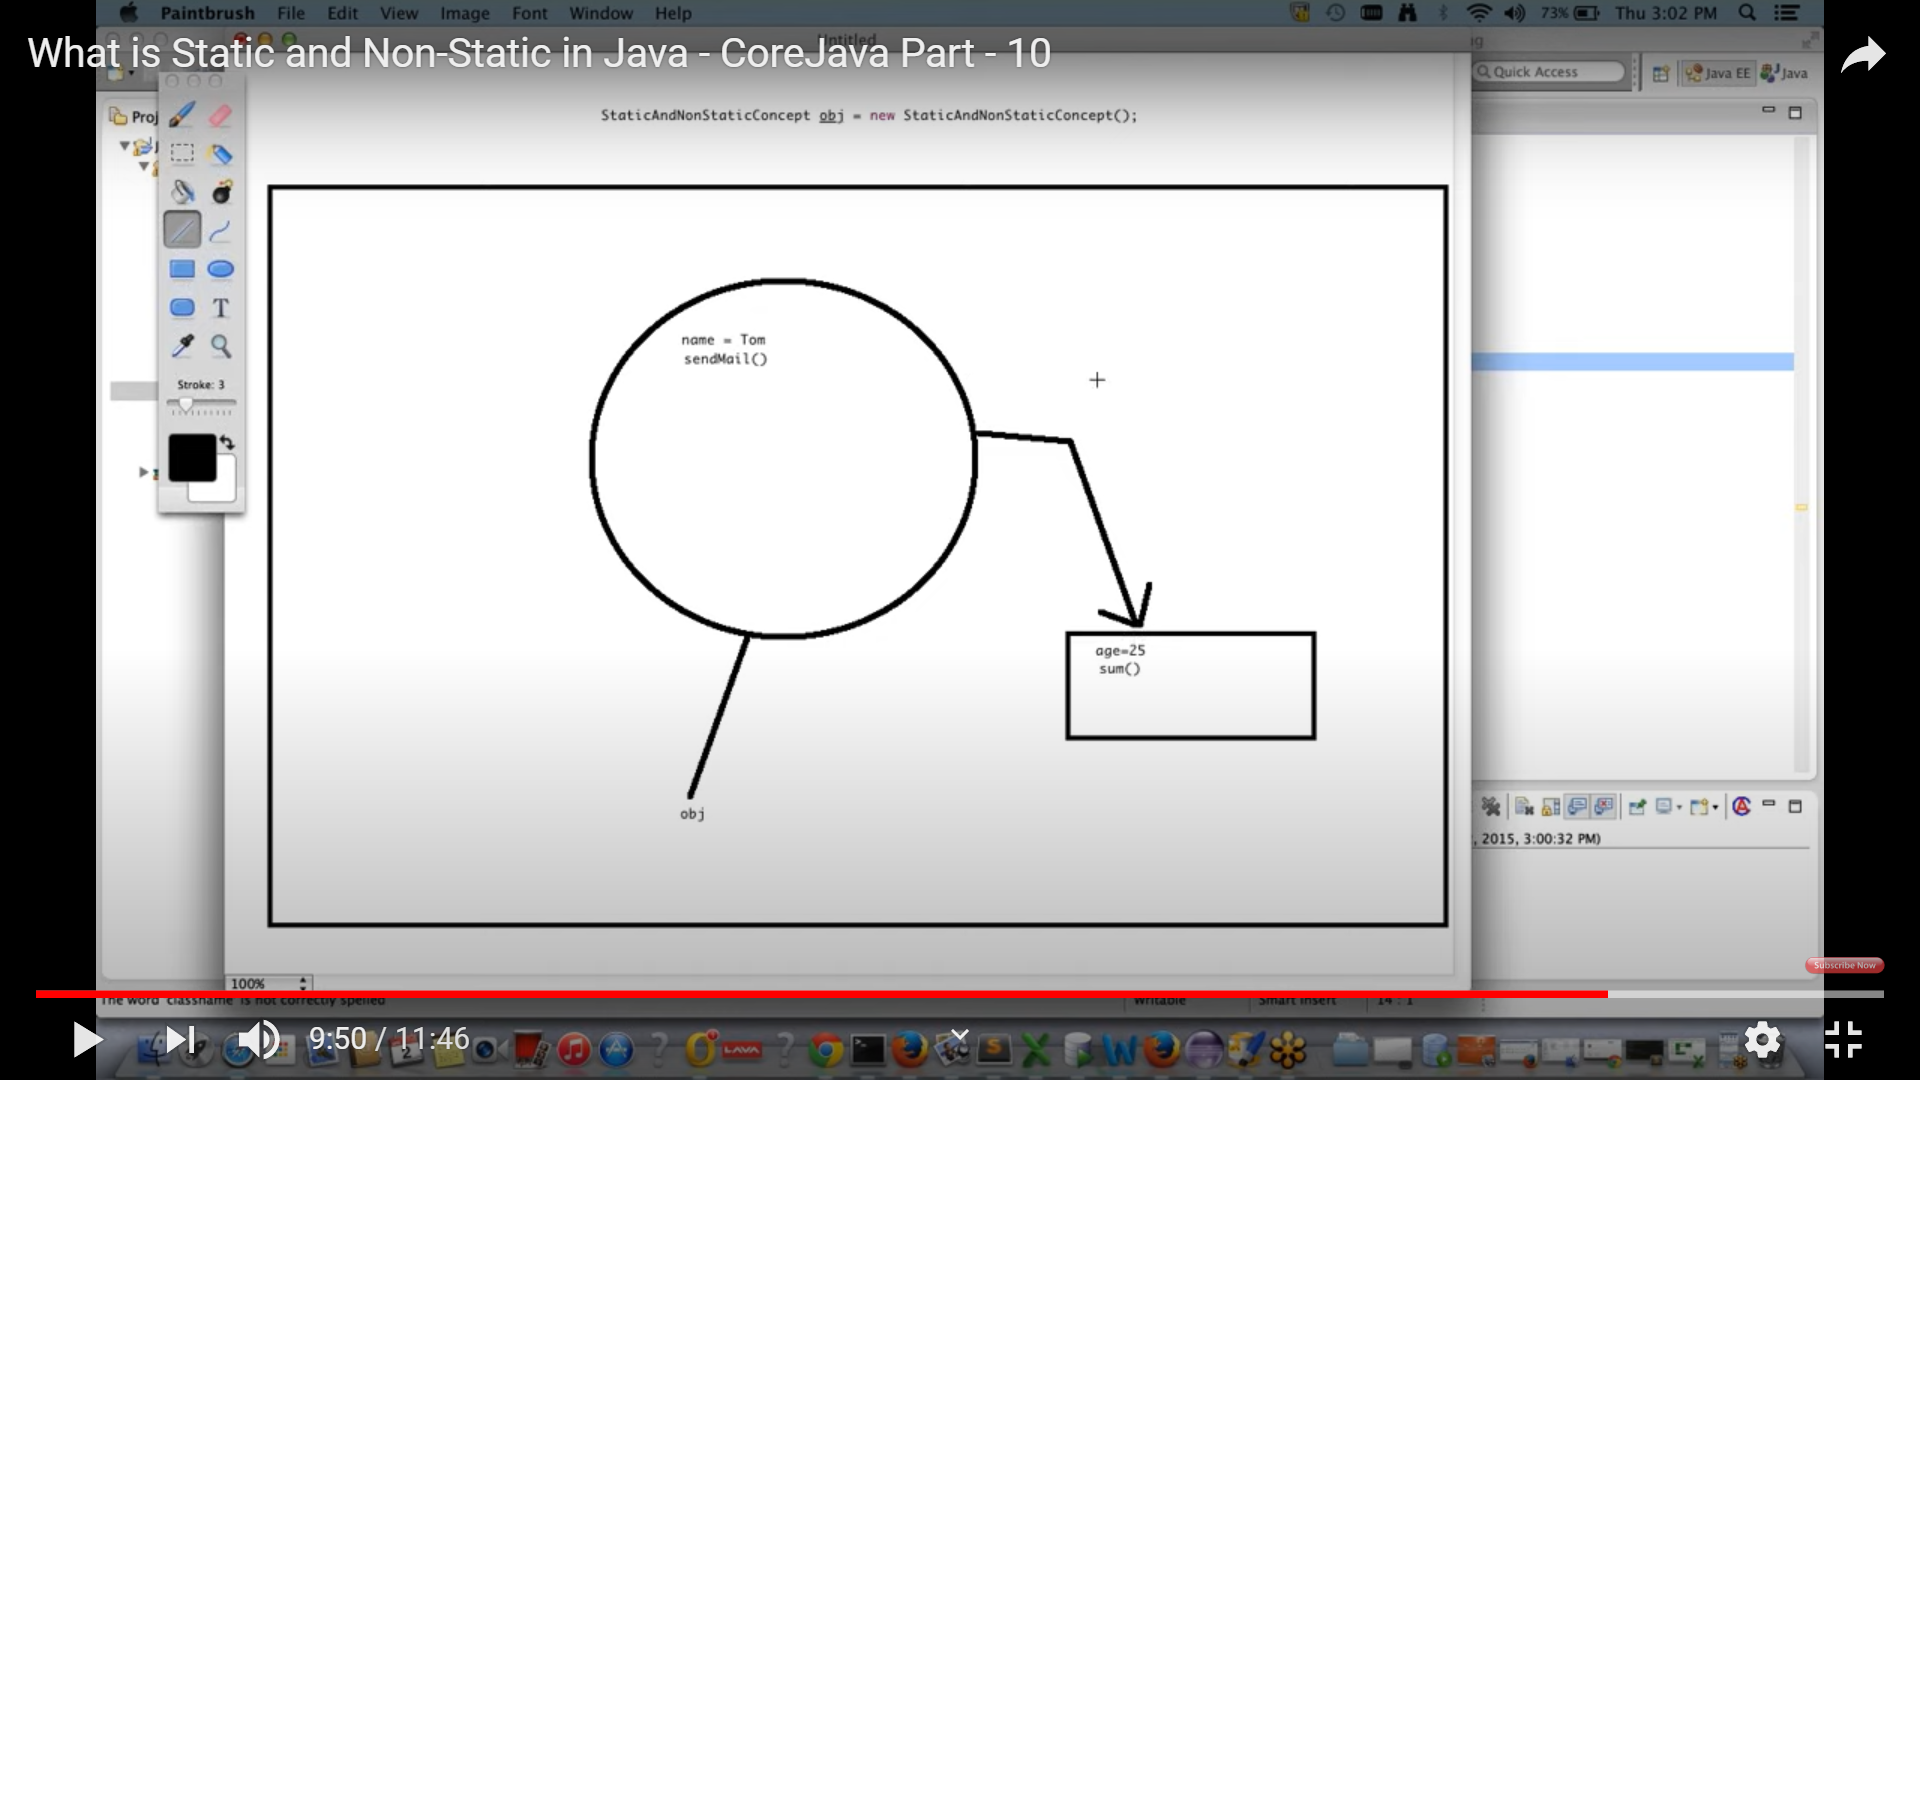 Paintbrush File Edit View Image Font Window Help 73% Thu 3:02 PM
Untitled
What is Static and Non-Static in Java - CoreJava Part - 10
Quick Access Java EE Java
StaticAndNonStaticConcept obj = new StaticAndNonStaticConcept();
Proj
T
name = Tom
sendMail()
Stroke: 3
age=25
sum()
obj
, 2015, 3:00:32 PM)
Subscribe Now
100%
The word 'classname' is not correctly spelled Writable Smart Insert 14 : 1
9:50 / 11:46
2 LAVA